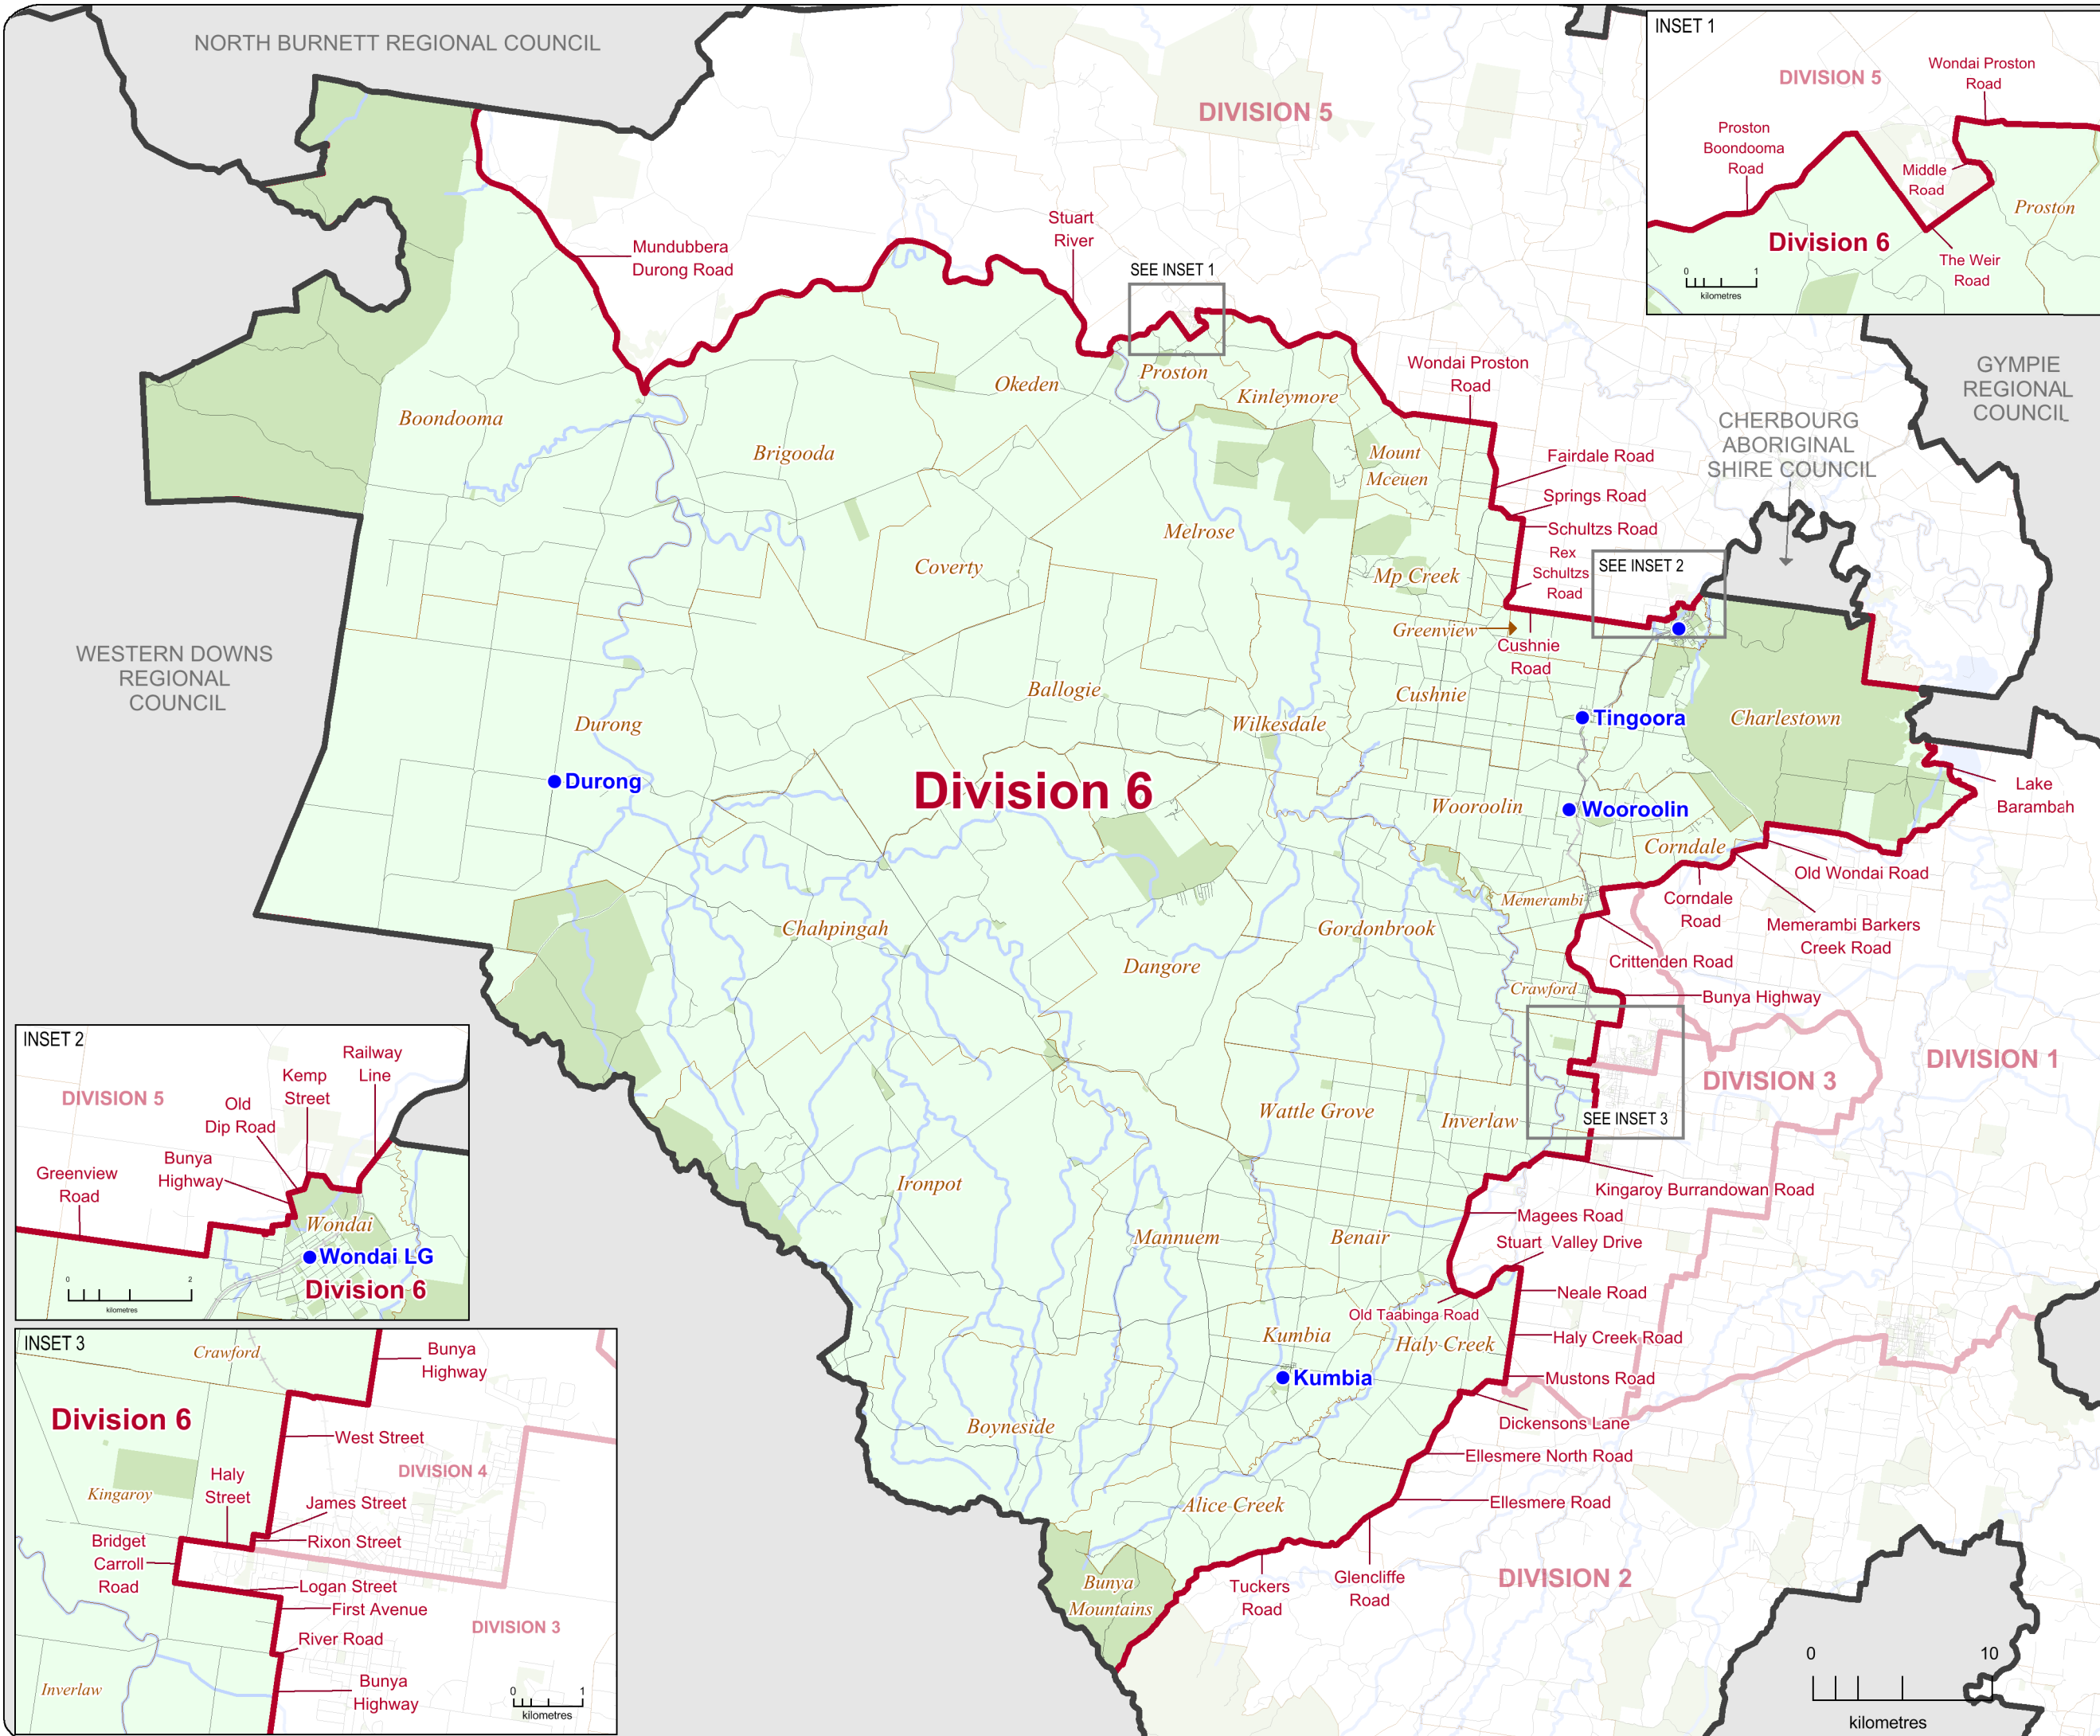 NORTH BURNETT REGIONAL COUNCIL
DIVISION 5
INSET 1
DIVISION 5
Wondai Proston
Road
Proston
Boondooma
Road
Middle
Road
Proston
Division 6
The Weir
Road
0
1
kilometres
Stuart
River
Mundubbera
Durong Road
SEE INSET 1
GYMPIE
REGIONAL
COUNCIL
Wondai Proston
Road
Okeden
Proston
Kinleymore
Boondooma
CHERBOURG
ABORIGINAL
SHIRE COUNCIL
Brigooda
Mount
Mceuen
Fairdale Road
Springs Road
Schultzs Road
Melrose
Rex
Schultzs
Road
SEE INSET 2
Coverty
Mp Creek
Greenview
Cushnie
Road
WESTERN DOWNS
REGIONAL
COUNCIL
Ballogie
Cushnie
Durong
Wilkesdale
Tingoora
Charlestown
Durong
Division 6
Lake
Barambah
Wooroolin
Wooroolin
Corndale
Old Wondai Road
Memerambi
Corndale
Road
Memerambi Barkers
Creek Road
Chahpingah
Gordonbrook
Dangore
Crittenden Road
Crawford
Bunya Highway
DIVISION 1
DIVISION 3
Wattle Grove
Inverlaw
SEE INSET 3
Ironpot
Kingaroy Burrandowan Road
Magees Road
Mannuem
Benair
Stuart Valley Drive
Neale Road
Old Taabinga Road
Kumbia
Haly Creek
Haly Creek Road
Kumbia
Mustons Road
Dickensons Lane
Boyneside
Ellesmere North Road
Alice Creek
Ellesmere Road
Bunya
Mountains
Tuckers
Road
Glencliffe
Road
DIVISION 2
0
10
kilometres
INSET 2
Railway
Line
Kemp
Street
DIVISION 5
Old
Dip Road
Bunya
Highway
Greenview
Road
Wondai
Wondai LG
Division 6
0
2
kilometres
INSET 3
Crawford
Bunya
Highway
Division 6
West Street
DIVISION 4
Haly
Street
Kingaroy
James Street
Rixon Street
Bridget
Carroll
Road
Logan Street
First Avenue
DIVISION 3
River Road
Bunya
Highway
Inverlaw
0
1
kilometres